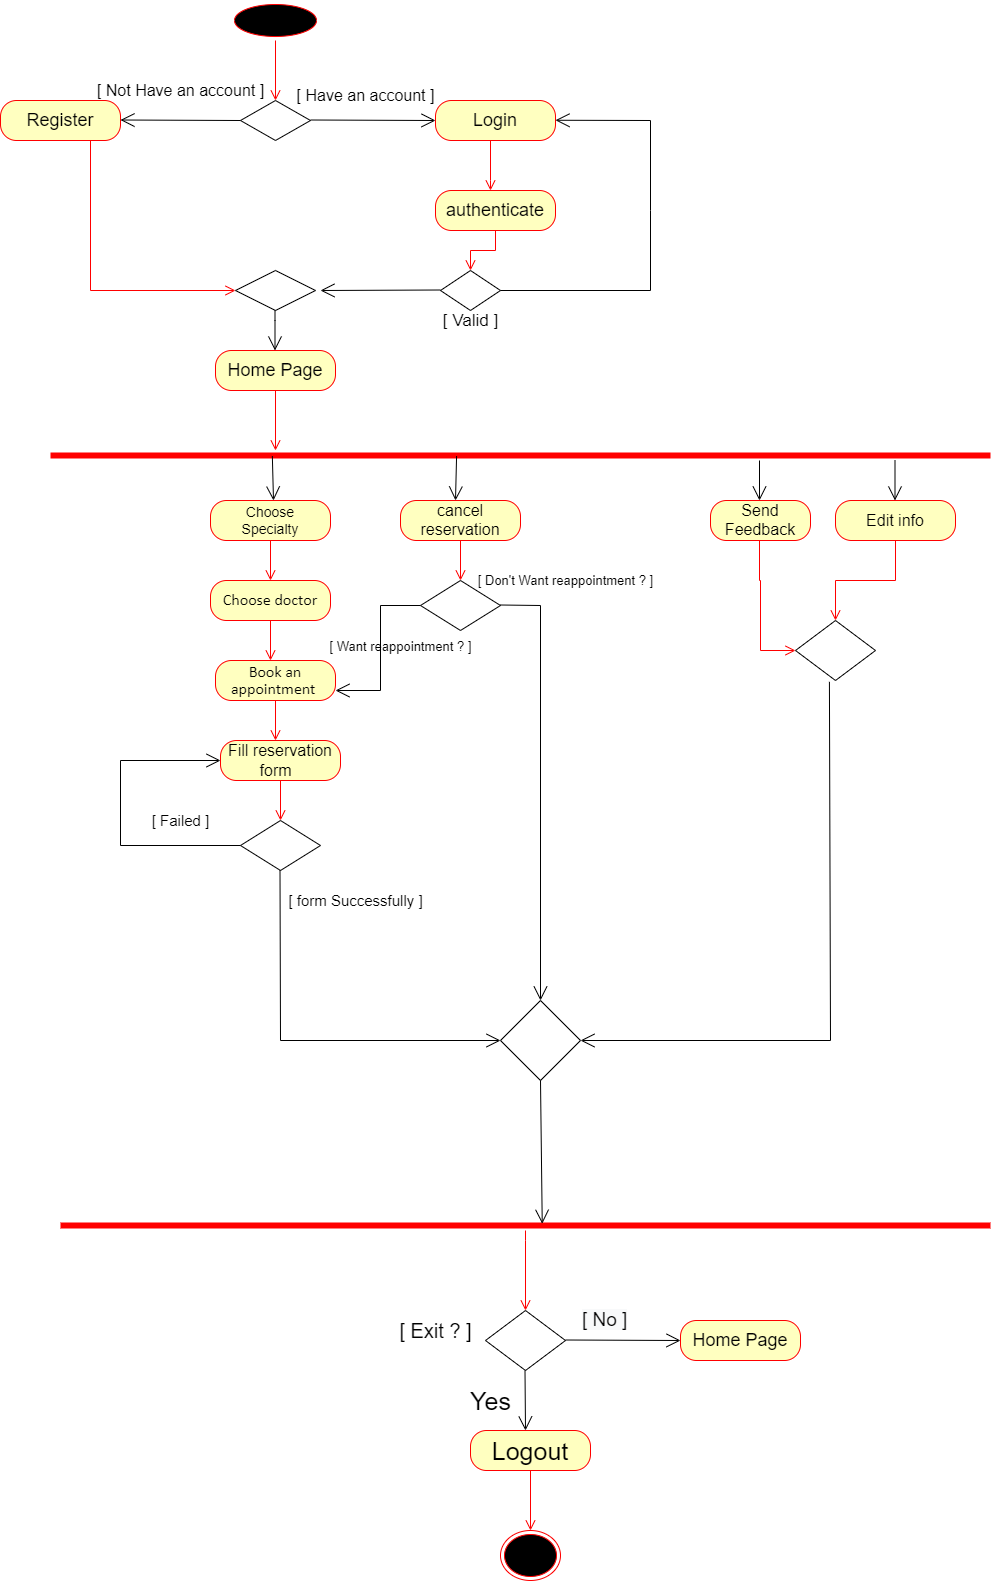 [ Not Have an account ]
[ Have an account ]
Register
Login
authenticate
[ Valid ]
Home Page
Choose
Specialty
cancel
reservation
Send
Feedback
Edit info
[ Don't Want reappointment ? ]
Choose doctor
[ Want reappointment ? ]
Book an
appointment
Fill reservation
form
[ Failed ]
[ form Successfully ]
[ Exit ? ]
[ No ]
Home Page
Yes
Logout